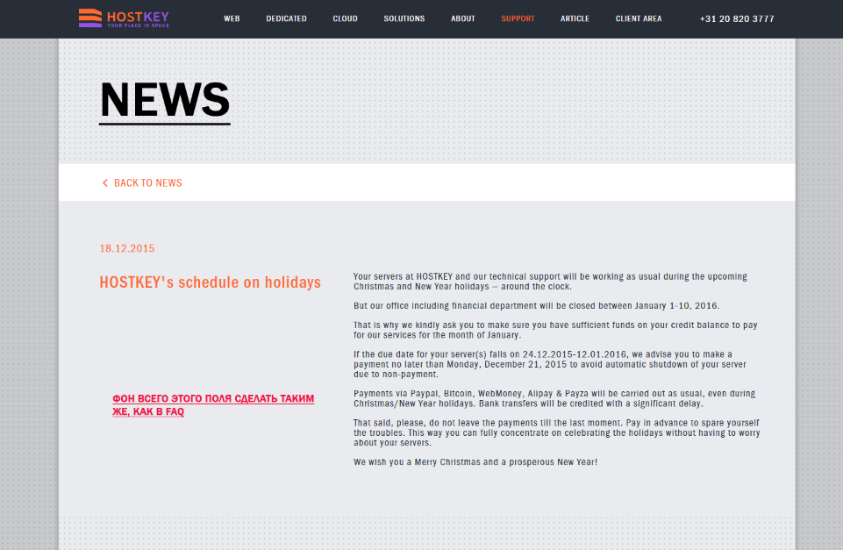 HOSTKEY
YOUR PLACE IN SPACE
WEB DEDICATED CLOUD SOLUTIONS ABOUT SUPPORT ARTICLE CLIENT AREA +31 20 820 3777
NEWS
BACK TO NEWS
18.12.2015
HOSTKEY's schedule on holidays
Your servers at HOSTKEY and our technical support will be working as usual during the upcoming
Christmas and New Year holidays — around the clock.
But our office including financial department will be closed between January 1-10, 2016.
That is why we kindly ask you to make sure you have sufficient funds on your credit balance to pay
for our services for the month of January.
If the due date for your server(s) falls on 24.12.2015-12.01.2016, we advise you to make a
payment no later than Monday, December 21, 2015 to avoid automatic shutdown of your server
due to non-payment.
Payments via Paypal, Bitcoin, WebMoney, Alipay & Payza will be carried out as usual, even during
Christmas/New Year holidays. Bank transfers will be credited with a significant delay.
That said, please, do not leave the payments till the last moment. Pay in advance to spare yourself
the troubles. This way you can fully concentrate on celebrating the holidays without having to worry
about your servers.
We wish you a Merry Christmas and a prosperous New Year!
ФОН ВСЕГО ЭТОГО ПОЛЯ СДЕЛАТЬ ТАКИМ
ЖЕ, КАК В FAQ